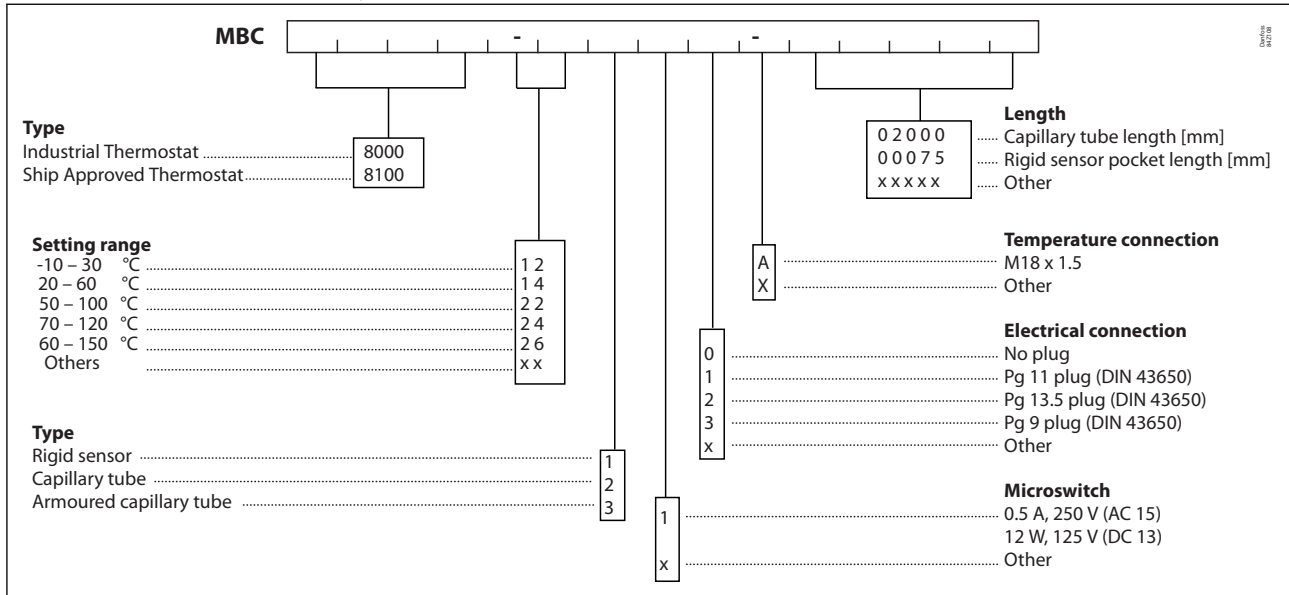 MBC - -
Danfoss
84Z108
Type
Industrial Thermostat ........ 8000
Ship Approved Thermostat ........ 8100
Setting range
-10 – 30 °C ........ 1 2
20 – 60 °C ........ 1 4
50 – 100 °C ........ 2 2
70 – 120 °C ........ 2 4
60 – 150 °C ........ 2 6
Others ........ x x
Type
Rigid sensor ........ 1
Capillary tube ........ 2
Armoured capillary tube ........ 3
Length
0 2 0 0 0 ...... Capillary tube length [mm]
0 0 0 7 5 ...... Rigid sensor pocket length [mm]
x x x x x ...... Other
Temperature connection
A ........ M18 x 1.5
X ........ Other
Electrical connection
0 ........ No plug
1 ........ Pg 11 plug (DIN 43650)
2 ........ Pg 13.5 plug (DIN 43650)
3 ........ Pg 9 plug (DIN 43650)
x ........ Other
Microswitch
1 ........ 0.5 A, 250 V (AC 15)
12 W, 125 V (DC 13)
x ........ Other